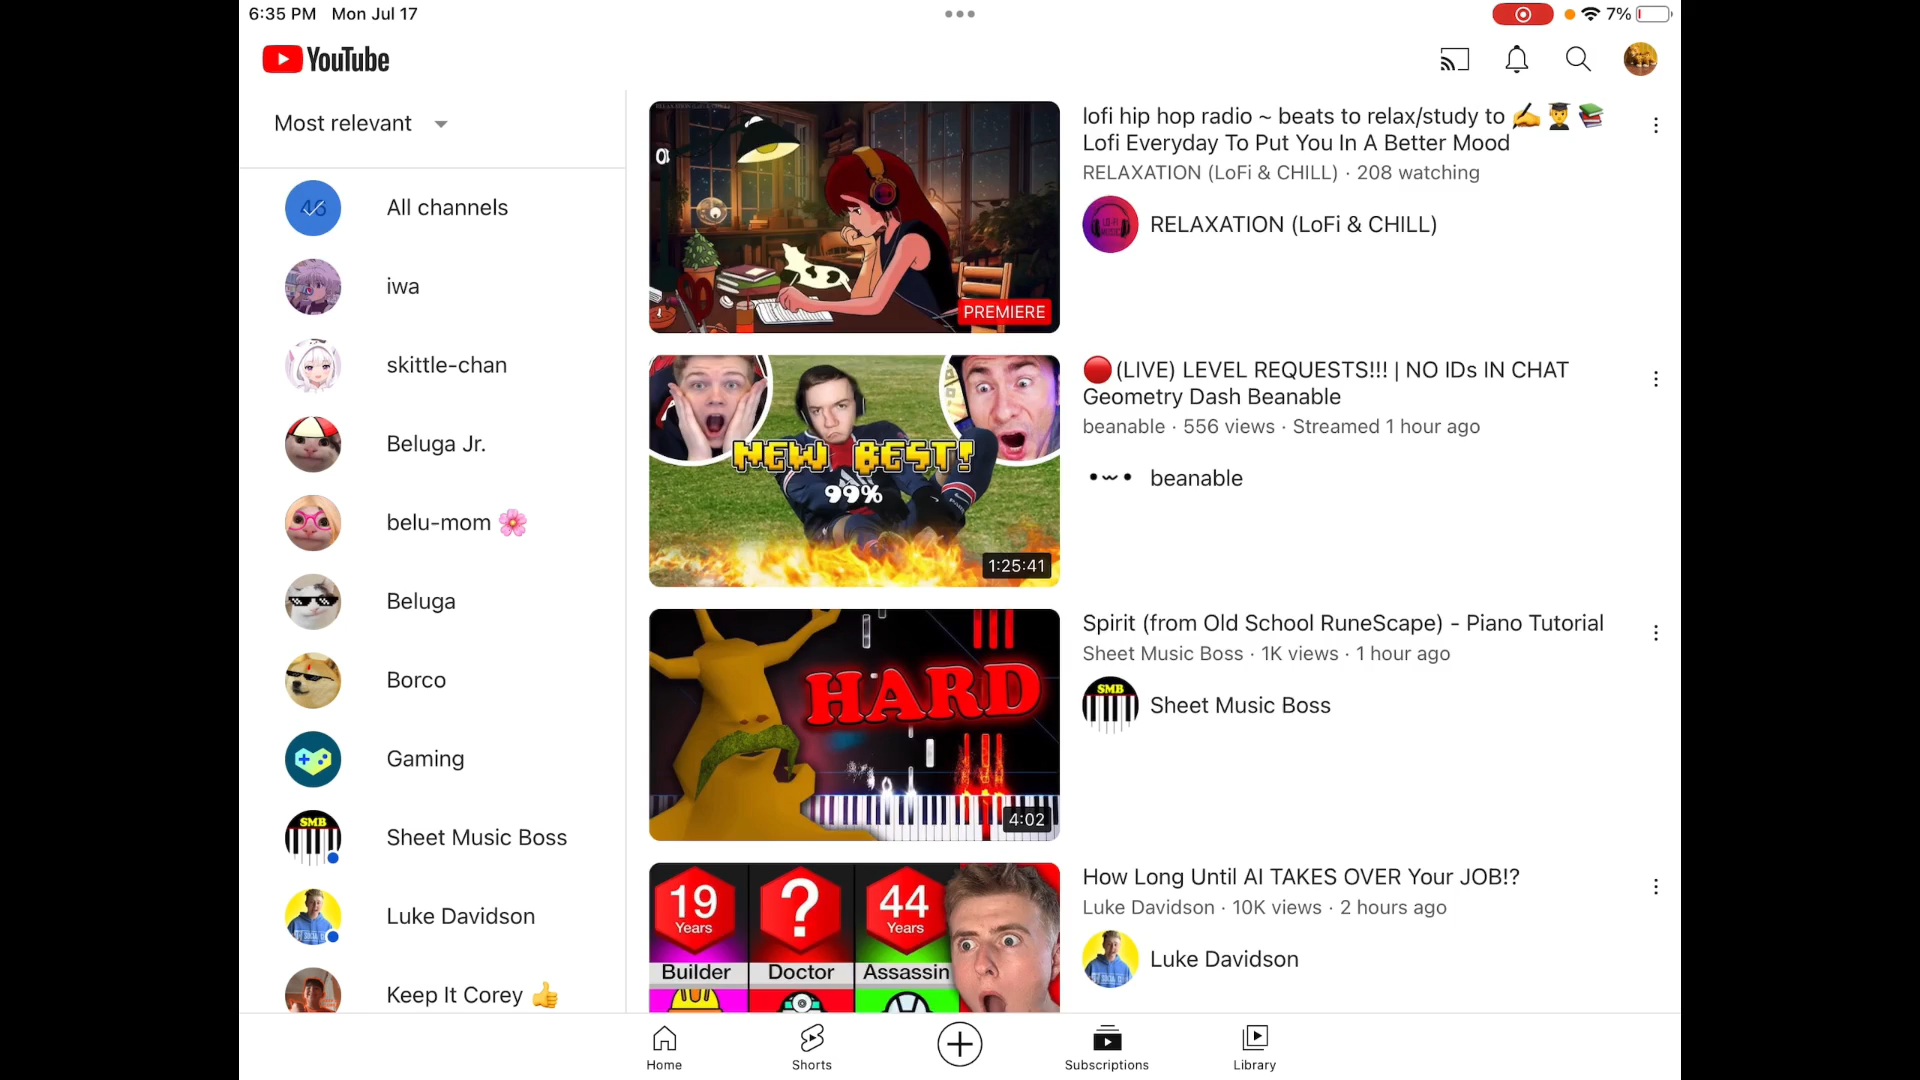 6:35 PM Mon Jul 17
7%
YouTube
Most relevant
All channels
iwa
skittle-chan
Beluga Jr.
belu-mom 🌸
Beluga
Borco
Gaming
SMB
Sheet Music Boss
Luke Davidson
Keep It Corey 👍
PREMIERE
lofi hip hop radio ~ beats to relax/study to ✍️👨‍🎓📚
Lofi Everyday To Put You In A Better Mood
RELAXATION (LoFi & CHILL) · 208 watching
RELAXATION (LoFi & CHILL)
NEW BEST!
99%
1:25:41
🔴(LIVE) LEVEL REQUESTS!!! | NO IDs IN CHAT
Geometry Dash Beanable
beanable · 556 views · Streamed 1 hour ago
beanable
HARD
4:02
Spirit (from Old School RuneScape) - Piano Tutorial
Sheet Music Boss · 1K views · 1 hour ago
SMB
Sheet Music Boss
19 ? 44
Years Years
Builder Doctor Assassin
How Long Until AI TAKES OVER Your JOB!?
Luke Davidson · 10K views · 2 hours ago
Luke Davidson
Home Shorts Subscriptions Library